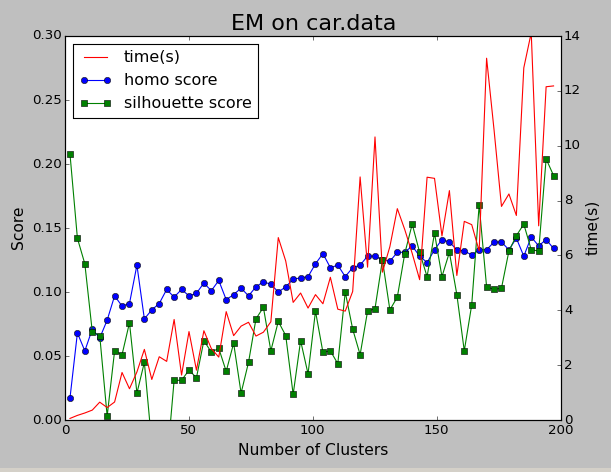 EM on car.data
time(s)
homo score
silhouette score
0.30
0.25
0.20
0.15
0.10
0.05
0.00
Score
14
12
10
8
6
4
2
0
time(s)
0
50
100
150
200
Number of Clusters